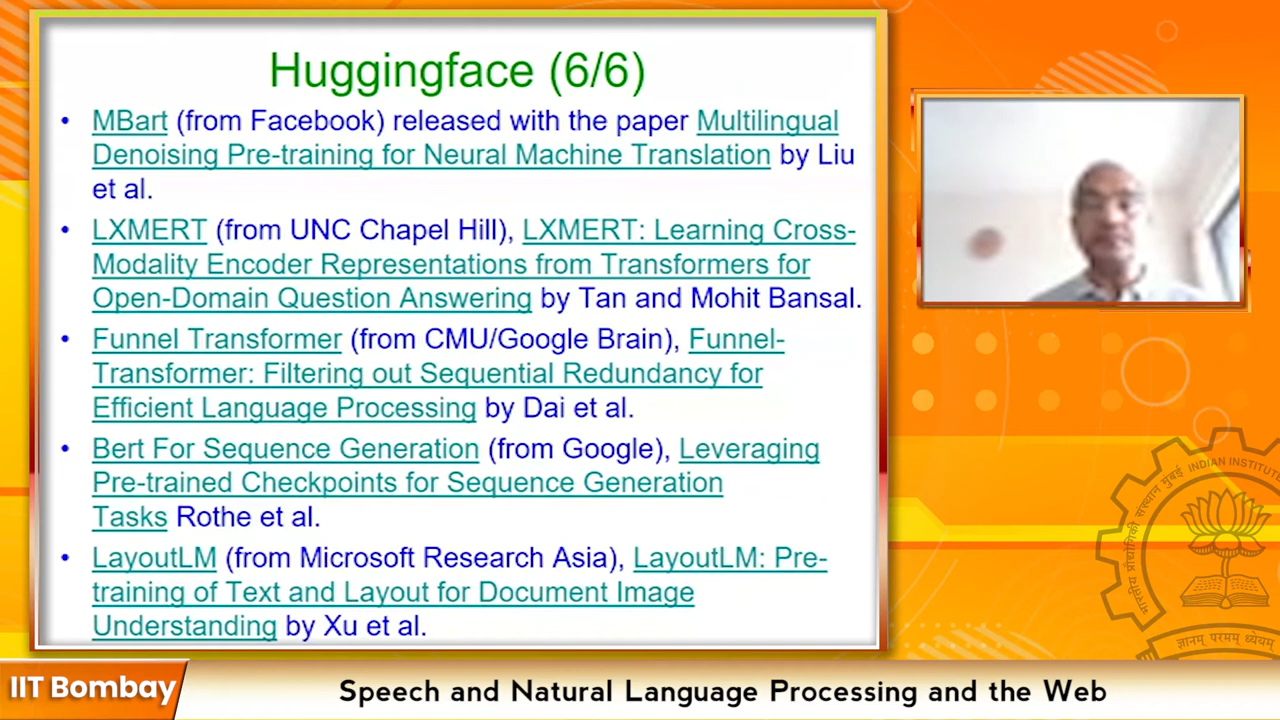 Huggingface (6/6)
• MBart (from Facebook) released with the paper Multilingual
Denoising Pre-training for Neural Machine Translation by Liu
et al.
• LXMERT (from UNC Chapel Hill), LXMERT: Learning Cross-
Modality Encoder Representations from Transformers for
Open-Domain Question Answering by Tan and Mohit Bansal.
• Funnel Transformer (from CMU/Google Brain), Funnel-
Transformer: Filtering out Sequential Redundancy for
Efficient Language Processing by Dai et al.
• Bert For Sequence Generation (from Google), Leveraging
Pre-trained Checkpoints for Sequence Generation
Tasks Rothe et al.
• LayoutLM (from Microsoft Research Asia), LayoutLM: Pre-
training of Text and Layout for Document Image
Understanding by Xu et al.
भारतीय प्रौद्योगिकी संस्थान मुंबई INDIAN INSTITUTE
ज्ञानम् परमम् ध्येयम्
IIT Bombay
Speech and Natural Language Processing and the Web